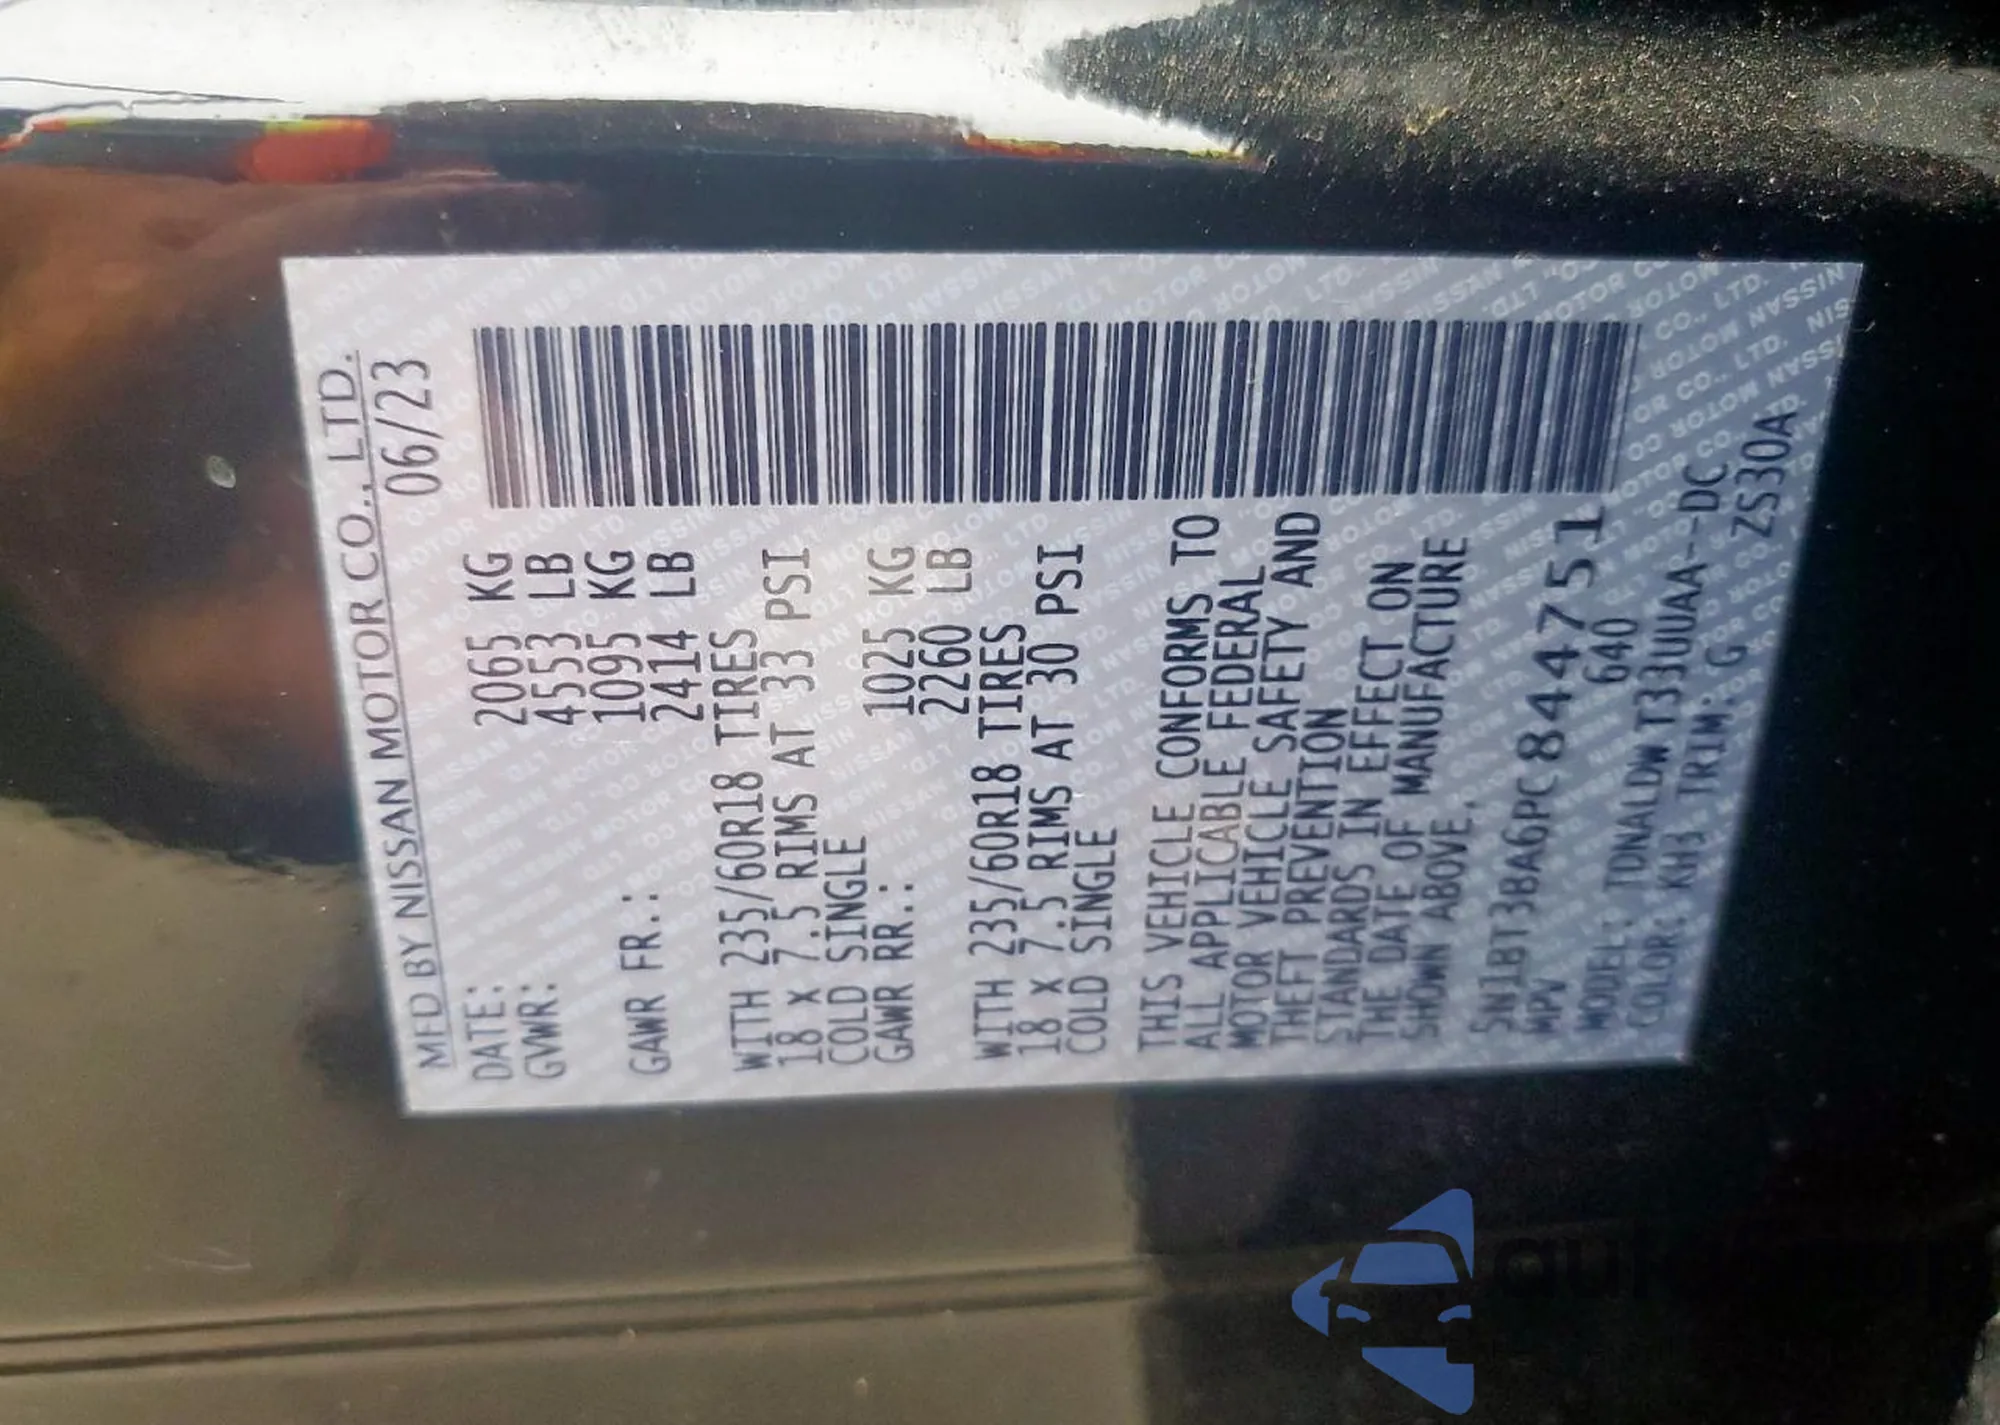 MFD BY NISSAN MOTOR CO., LTD.
DATE: 06/23
GVWR: 2065 KG
4553 LB
GAWR FR.: 1095 KG
2414 LB
WITH 235/60R18 TIRES
18 X 7.5 RIMS AT 33 PSI
COLD SINGLE
GAWR RR.: 1025 KG
2260 LB
WITH 235/60R18 TIRES
18 X 7.5 RIMS AT 30 PSI
COLD SINGLE
THIS VEHICLE CONFORMS TO
ALL APPLICABLE FEDERAL
MOTOR VEHICLE SAFETY AND
THEFT PREVENTION
STANDARDS IN EFFECT ON
THE DATE OF MANUFACTURE
SHOWN ABOVE.
5N1BT3BA6PC844751
MPV 640
MODEL: TDNALDWT33UUAA--DC
COLOR: KH3 TRIM: G ZS30A